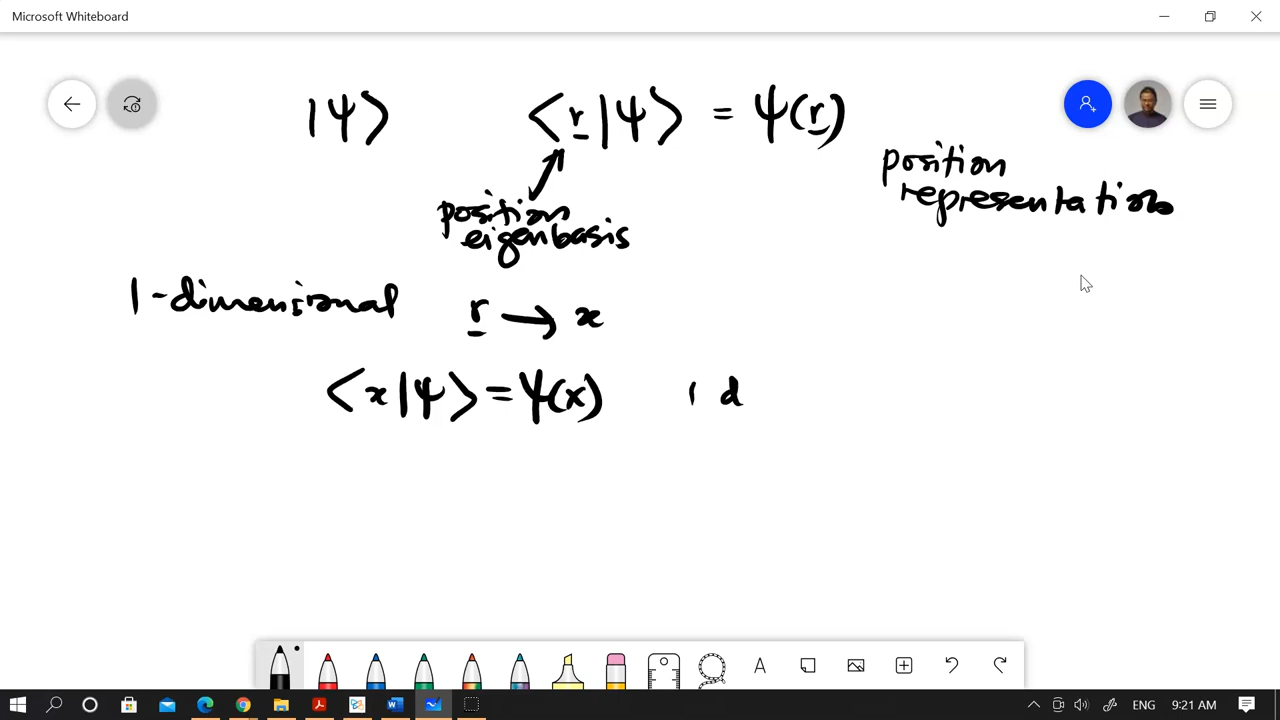 Microsoft Whiteboard
|ψ⟩ ⟨r|ψ⟩ = ψ(r)
position
representation
position
eigenbasis
1-dimensional r → x
⟨x|ψ⟩ = ψ(x) 1 d
A
ENG 9:21 AM